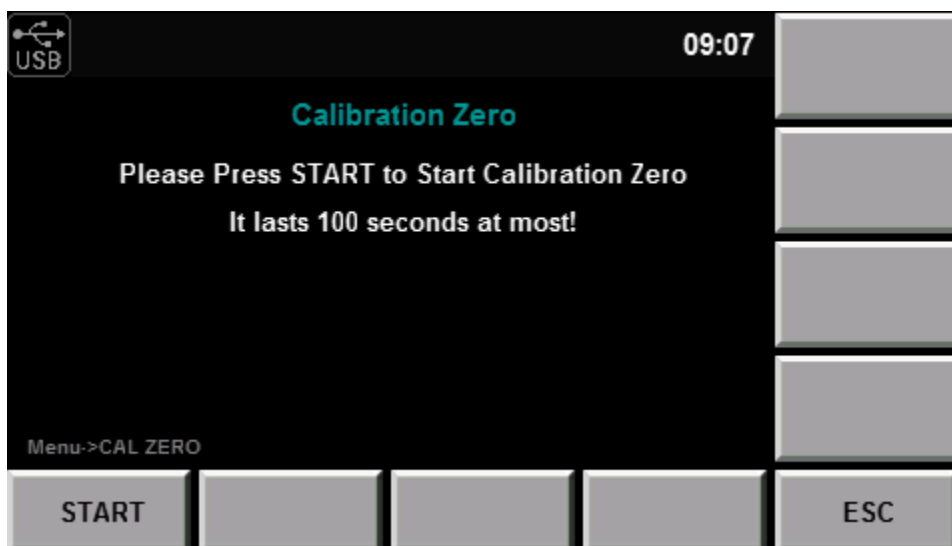 USB
09:07
Calibration Zero
Please Press START to Start Calibration Zero
It lasts 100 seconds at most!
Menu->CAL ZERO
START
ESC